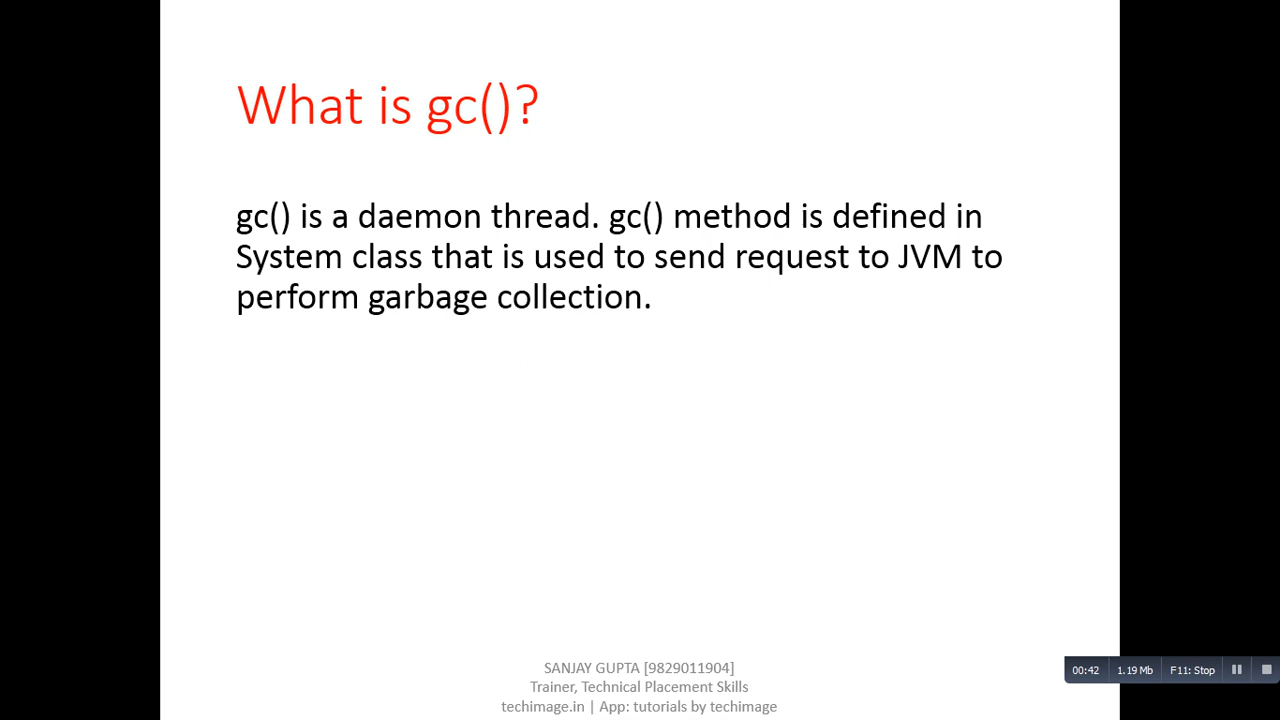 What is gc()?
gc() is a daemon thread. gc() method is defined in
System class that is used to send request to JVM to
perform garbage collection.
SANJAY GUPTA [9829011904]
Trainer, Technical Placement Skills
techimage.in | App: tutorials by techimage
00:42 1.19 Mb F11: Stop